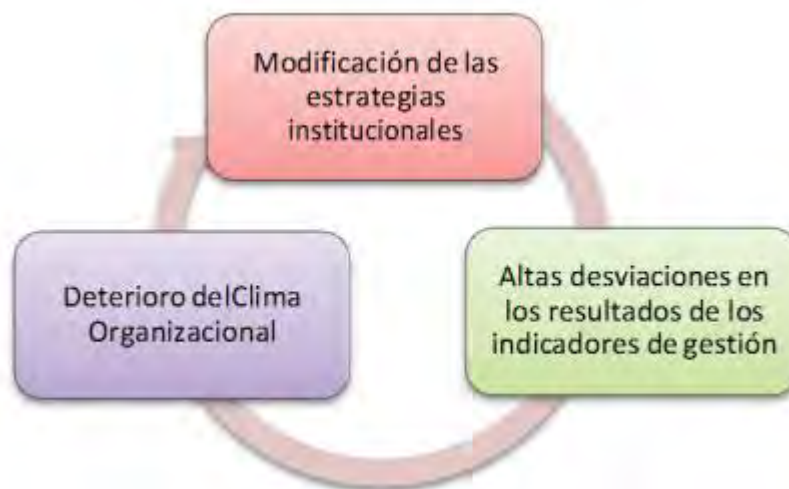 Modificación de las
estrategias
institucionales
Altas desviaciones en
los resultados de los
indicadores de gestión
Deterioro delClima
Organizacional